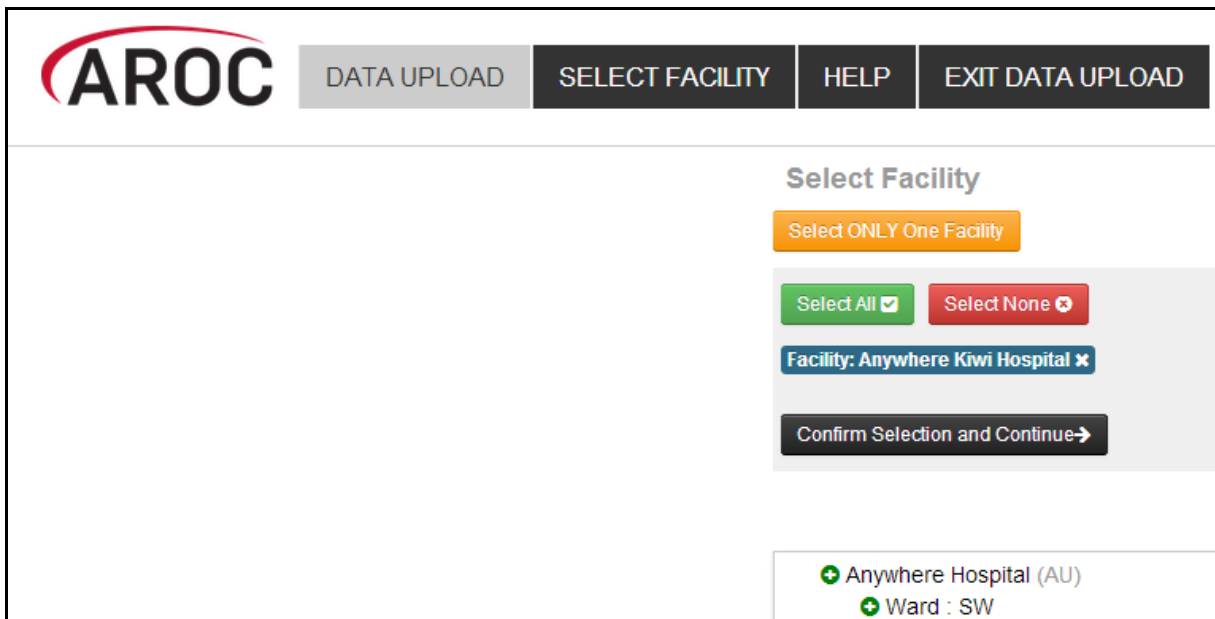 AROC DATA UPLOAD SELECT FACILITY HELP EXIT DATA UPLOAD
Select Facility
Select ONLY One Facility
Select All Select None
Facility: Anywhere Kiwi Hospital
Confirm Selection and Continue
Anywhere Hospital (AU)
Ward : SW